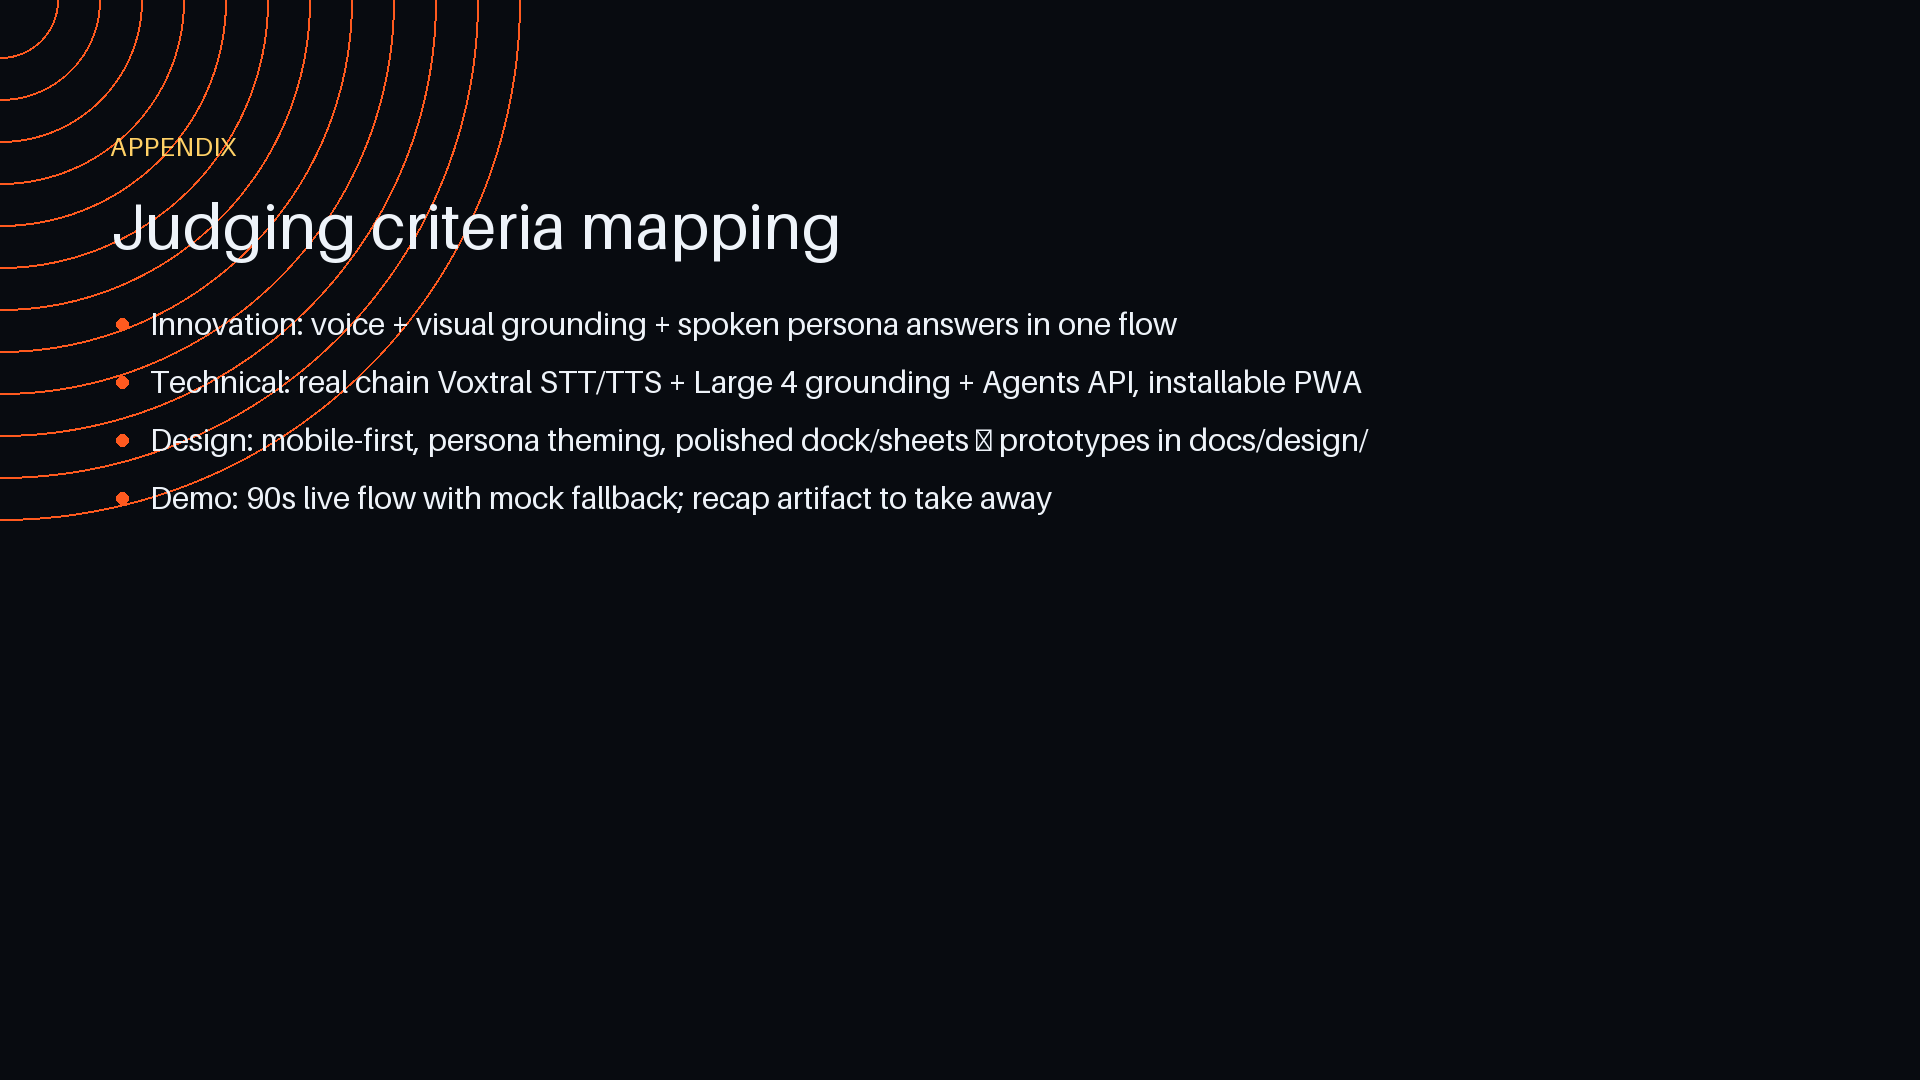 APPENDIX
Judging criteria mapping
• Innovation: voice + visual grounding + spoken persona answers in one flow
• Technical: real chain Voxtral STT/TTS + Large 4 grounding + Agents API, installable PWA
• Design: mobile-first, persona theming, polished dock/sheets ☒ prototypes in docs/design/
• Demo: 90s live flow with mock fallback; recap artifact to take away